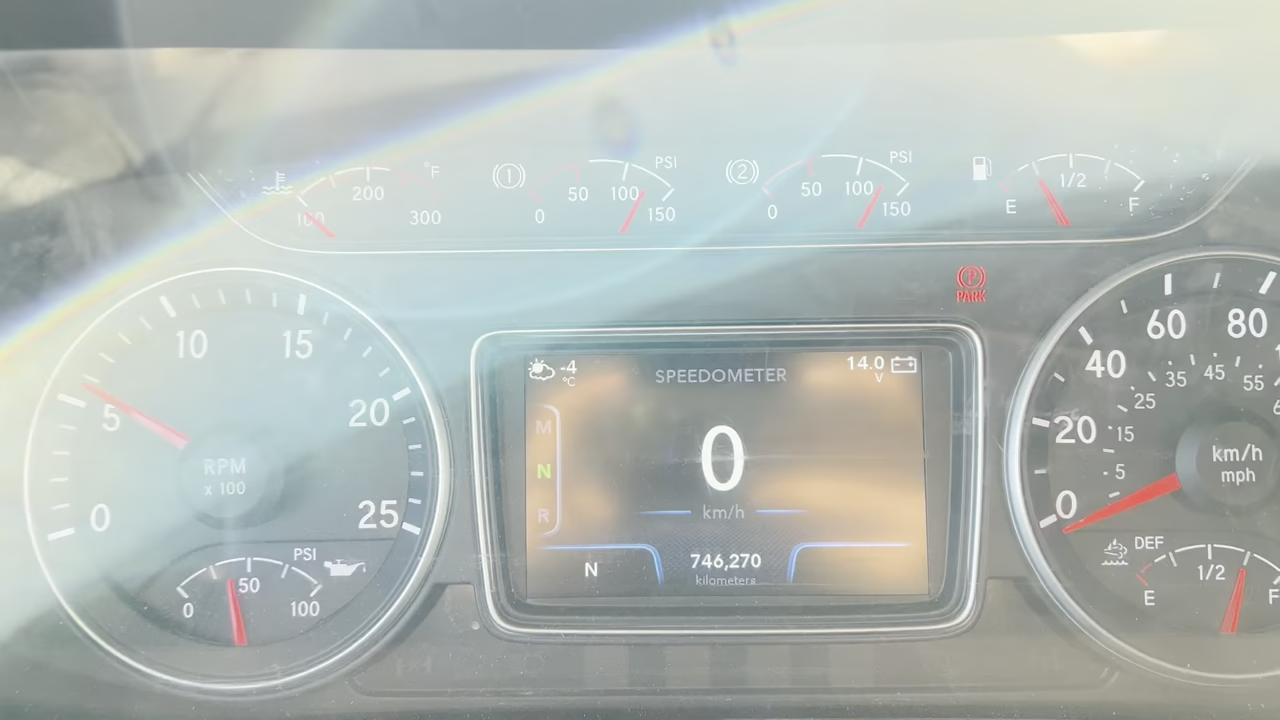 °F
200
100
300
1
PSI
50
100
0
150
2
PSI
50
100
0
150
1/2
E
F
P
PARK
10
15
5
20
0
25
RPM
x 100
PSI
50
0
100
-4
°C
SPEEDOMETER
14.0
V
M
N
R
0
km/h
N
746,270
kilometers
60
80
40
20
0
35
45
55
25
15
5
km/h
mph
DEF
1/2
E
F